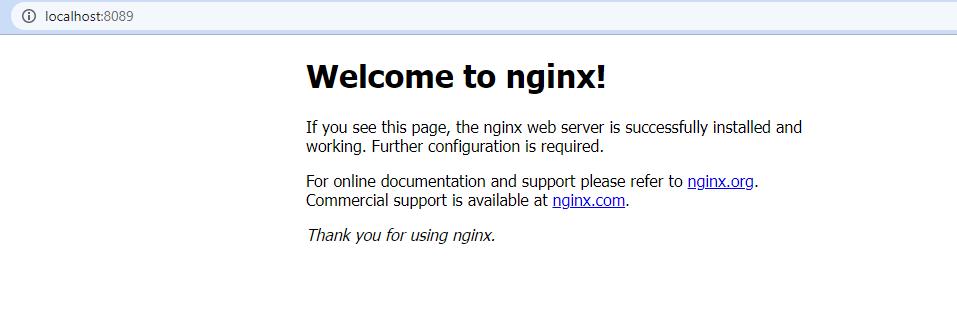 localhost:8089
Welcome to nginx!
If you see this page, the nginx web server is successfully installed and
working. Further configuration is required.
For online documentation and support please refer to nginx.org.
Commercial support is available at nginx.com.
Thank you for using nginx.